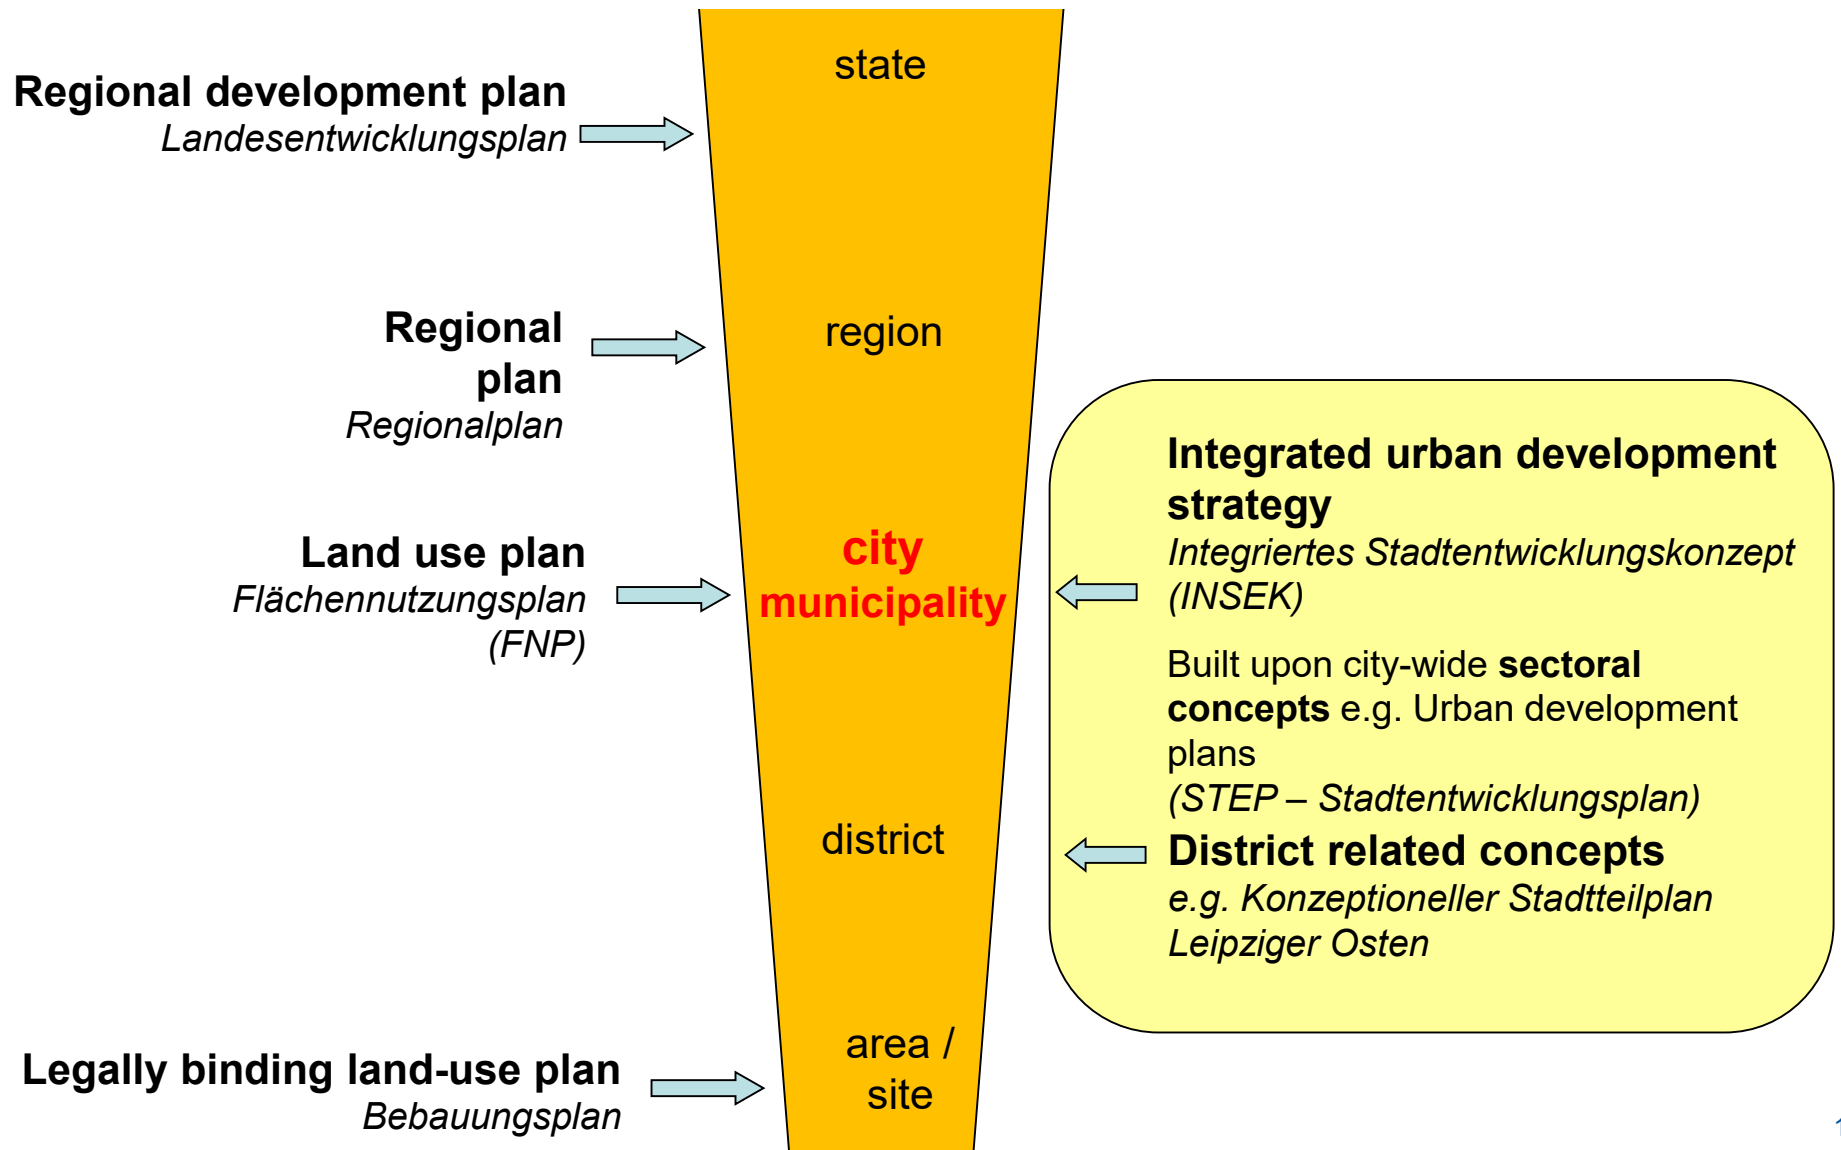 Regional development plan
Landesentwicklungsplan
state
Regional
plan
Regionalplan
region
Land use plan
Flächennutzungsplan
(FNP)
city
municipality
Integrated urban development
strategy
Integriertes Stadtentwicklungskonzept
(INSEK)
Built upon city-wide sectoral
concepts e.g. Urban development
plans
(STEP – Stadtentwicklungsplan)
district
District related concepts
e.g. Konzeptioneller Stadtteilplan
Leipziger Osten
Legally binding land-use plan
Bebauungsplan
area /
site